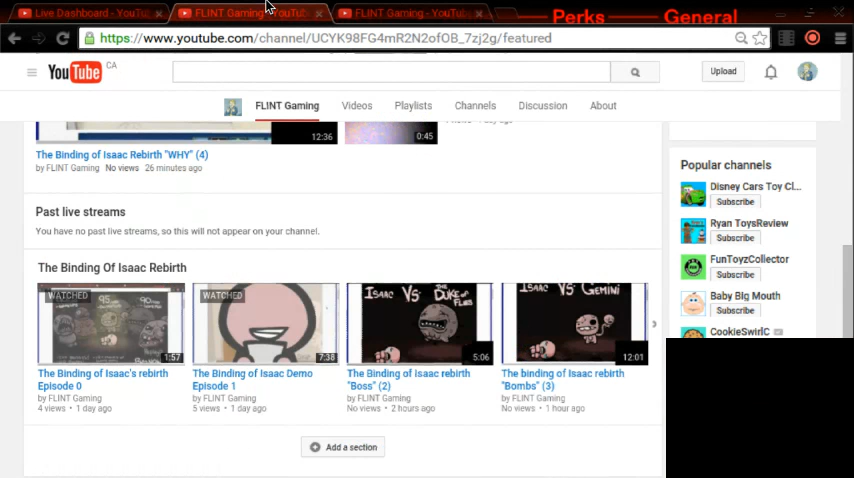 Live Dashboard - YouTu
FLINT Gaming - YouTube
FLINT Gaming - YouTub
Perks
General
https://www.youtube.com/channel/UCYK98FG4mR2N2ofOB_7zj2g/featured
YouTube CA
Upload
FLINT Gaming Videos Playlists Channels Discussion About
12:36
0:45
The Binding of Isaac Rebirth "WHY" (4)
by FLINT Gaming No views 26 minutes ago
Past live streams
You have no past live streams, so this will not appear on your channel.
The Binding Of Isaac Rebirth
WATCHED
1:57
The Binding of Isaac's rebirth
Episode 0
by FLINT Gaming
4 views • 1 day ago
WATCHED
7:38
The Binding of Isaac Demo
Episode 1
by FLINT Gaming
5 views • 1 day ago
ISAAC VS. THE DUKE OF FLIES
5:06
The Binding of Isaac rebirth
"Boss" (2)
by FLINT Gaming
No views • 2 hours ago
ISAAC VS. GEMINI
12:01
The binding of Isaac rebirth
"Bombs" (3)
by FLINT Gaming
No views • 1 hour ago
Add a section
Popular channels
Disney Cars Toy Cl...
Subscribe
Ryan ToysReview
Subscribe
FunToyzCollector
Subscribe
Baby Big Mouth
Subscribe
CookieSwirlC